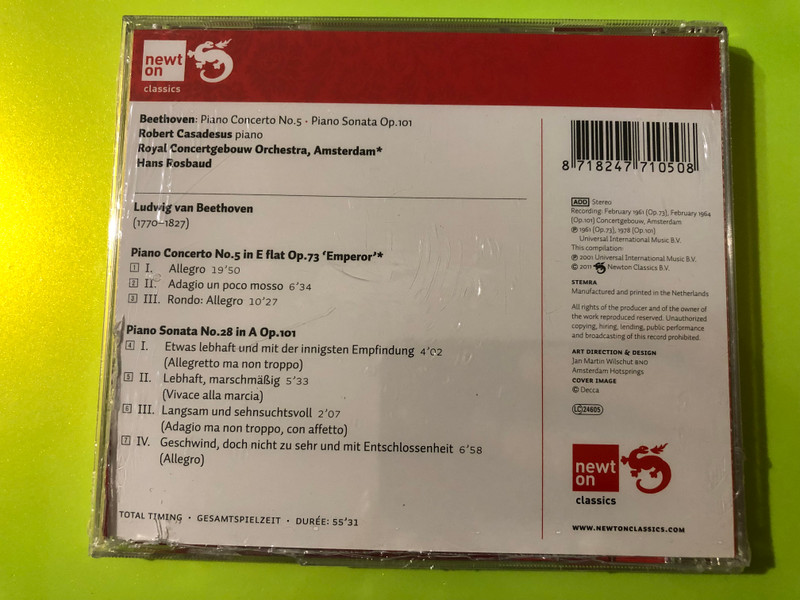 newt
on
classics
Beethoven: Piano Concerto No.5 · Piano Sonata Op.101
Robert Casadesus piano
Royal Concertgebouw Orchestra, Amsterdam*
Hans Rosbaud
Ludwig van Beethoven
(1770–1827)
Piano Concerto No.5 in E flat Op.73 ‘Emperor’*
1 I. Allegro 19’50
2 II. Adagio un poco mosso 6’34
3 III. Rondo: Allegro 10’27
Piano Sonata No.28 in A Op.101
4 I. Etwas lebhaft und mit der innigsten Empfindung 4’02
(Allegretto ma non troppo)
5 II. Lebhaft, marschmäßig 5’33
(Vivace alla marcia)
6 III. Langsam und sehnsuchtsvoll 2’07
(Adagio ma non troppo, con affetto)
7 IV. Geschwind, doch nicht zu sehr und mit Entschlossenheit 6’58
(Allegro)
TOTAL TIMING · GESAMTSPIELZEIT · DURÉE: 55’31
8 718247 710508
ADD Stereo
Recording: February 1961 (Op.73), February 1964
(Op.101) Concertgebouw, Amsterdam
℗ 1961 (Op.73), 1978 (Op.101)
Universal International Music B.V.
This compilation:
℗ 2001 Universal International Music B.V.
© 2011 Newton Classics B.V.
STEMRA
Manufactured and printed in the Netherlands
All rights of the producer and of the owner of
the work reproduced reserved. Unauthorized
copying, hiring, lending, public performance
and broadcasting of this record prohibited.
ART DIRECTION & DESIGN
Jan Martin Wilschut BNO
Amsterdam Hotsprings
COVER IMAGE
© Decca
LC 24605
newt
on
classics
WWW.NEWTONCLASSICS.COM